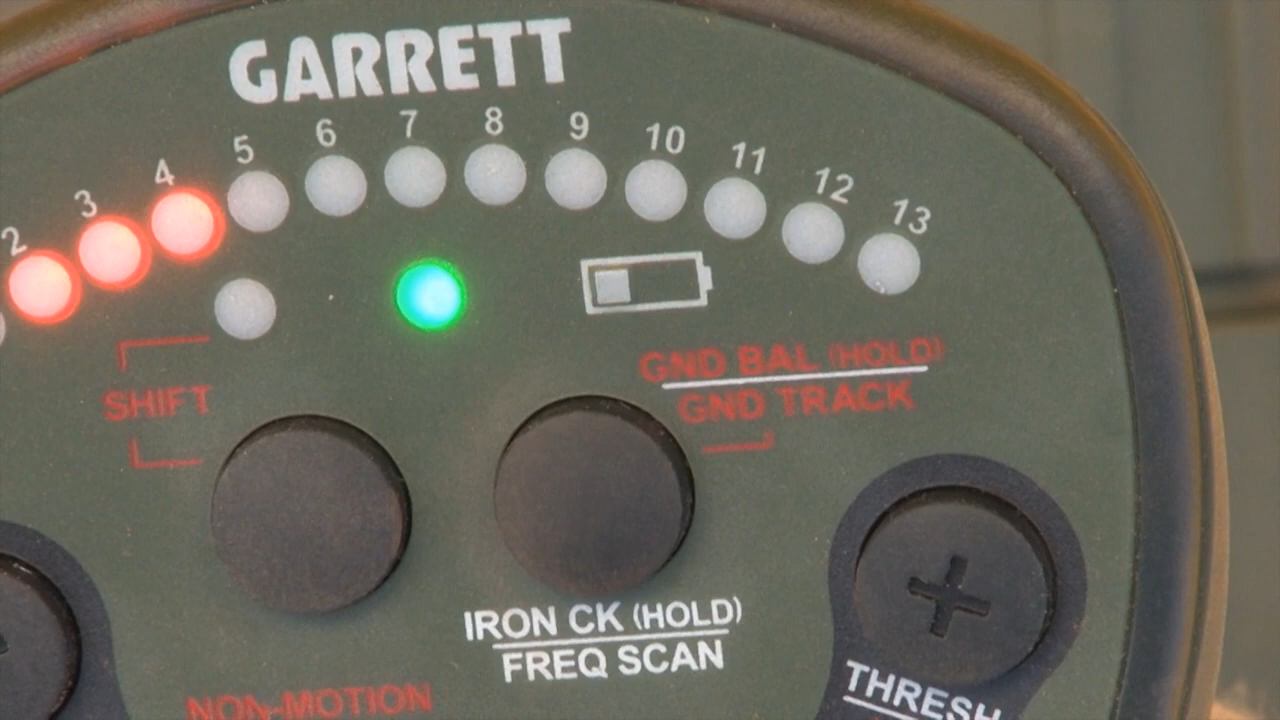 GARRETT
2 3 4 5 6 7 8 9 10 11 12 13
GND BAL (HOLD)
GND TRACK
SHIFT
IRON CK (HOLD)
FREQ SCAN
THRESH
NON-MOTION